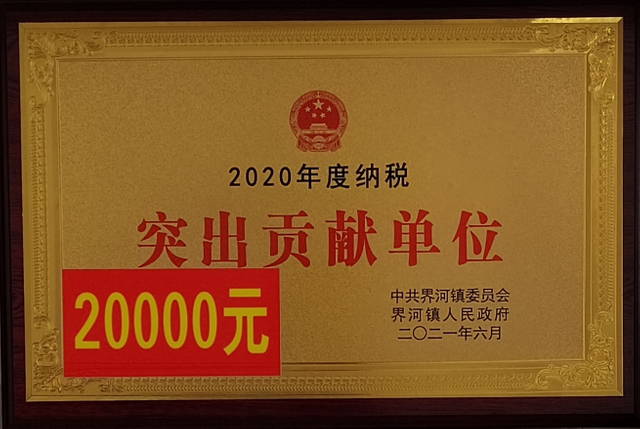 2020年度纳税
突出贡献单位
20000元
中共界河镇委员会
界河镇人民政府
二〇二一年六月